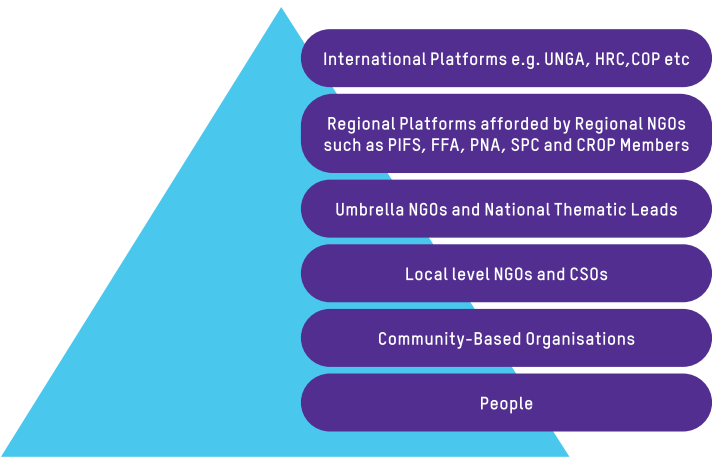 International Platforms e.g. UNGA, HRC,COP etc
Regional Platforms afforded by Regional NGOs
such as PIFS, FFA, PNA, SPC and CROP Members
Umbrella NGOs and National Thematic Leads
Local level NGOs and CSOs
Community-Based Organisations
People